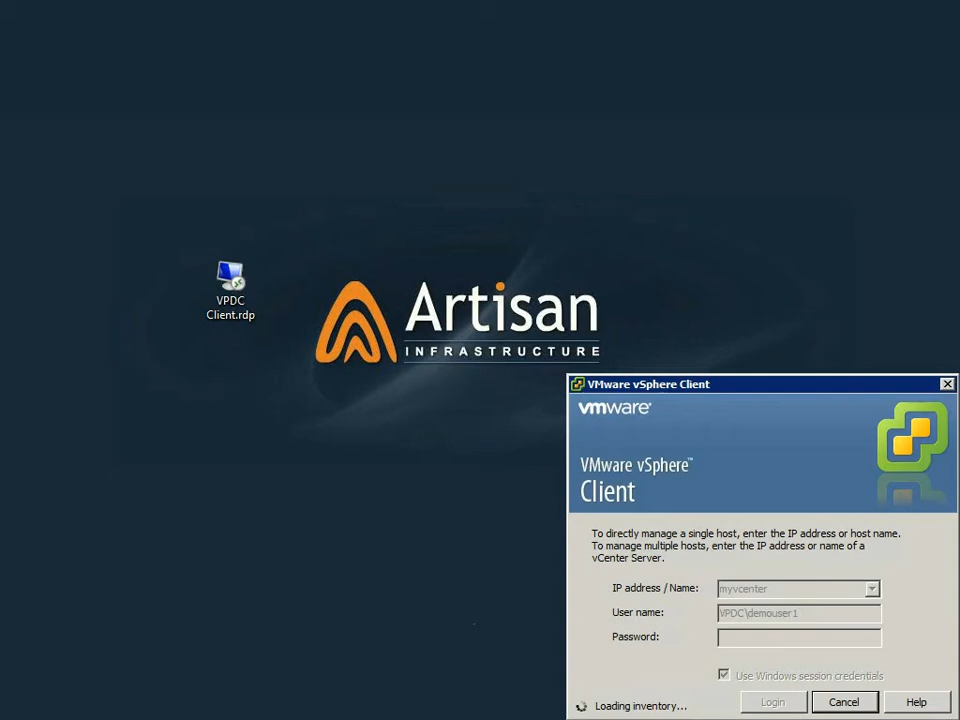 VPDC
Client.rdp
Artisan
INFRASTRUCTURE
VMware vSphere Client
vmware®
VMware vSphere™
Client
To directly manage a single host, enter the IP address or host name.
To manage multiple hosts, enter the IP address or name of a
vCenter Server.
IP address / Name: myvcenter
User name: VPDC\demouser1
Password:
Use Windows session credentials
Loading inventory... Login Cancel Help